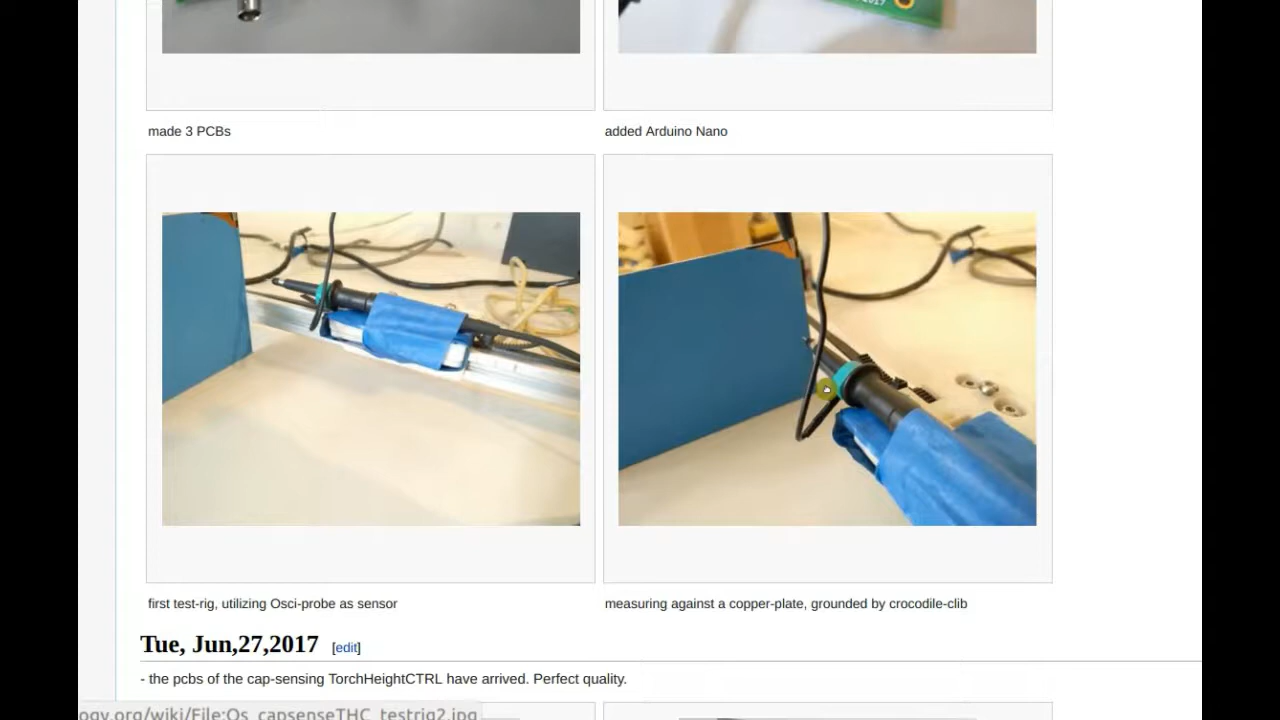 2017
made 3 PCBs
added Arduino Nano
first test-rig, utilizing Osci-probe as sensor
measuring against a copper-plate, grounded by crocodile-clib
Tue, Jun,27,2017 [edit]
- the pcbs of the cap-sensing TorchHeightCTRL have arrived. Perfect quality.
ogy.org/wiki/File:Os_capsenseTHC_testrig2.jpg